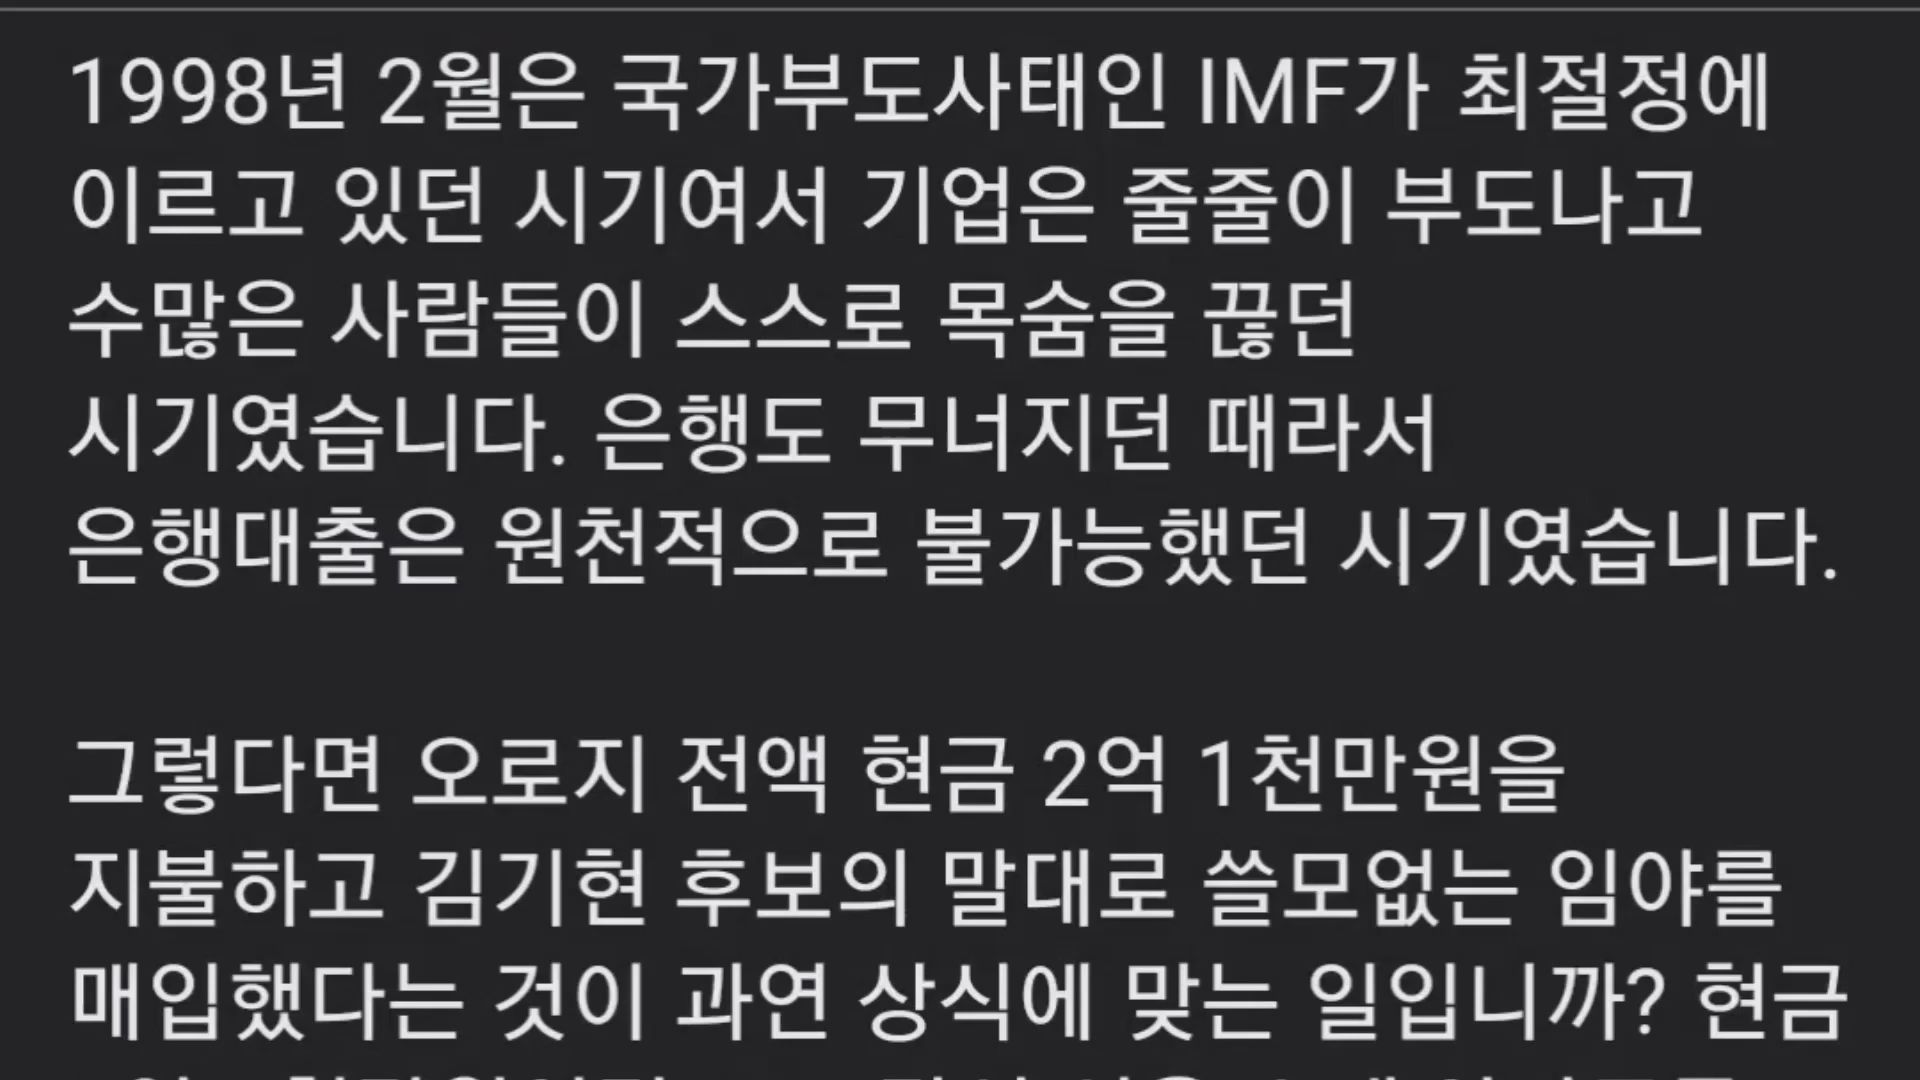 1998년 2월은 국가부도사태인 IMF가 최절정에
이르고 있던 시기여서 기업은 줄줄이 부도나고
수많은 사람들이 스스로 목숨을 끊던
시기였습니다. 은행도 무너지던 때라서
은행대출은 원천적으로 불가능했던 시기였습니다.
그렇다면 오로지 전액 현금 2억 1천만원을
지불하고 김기현 후보의 말대로 쓸모없는 임야를
매입했다는 것이 과연 상식에 맞는 일입니까? 현금